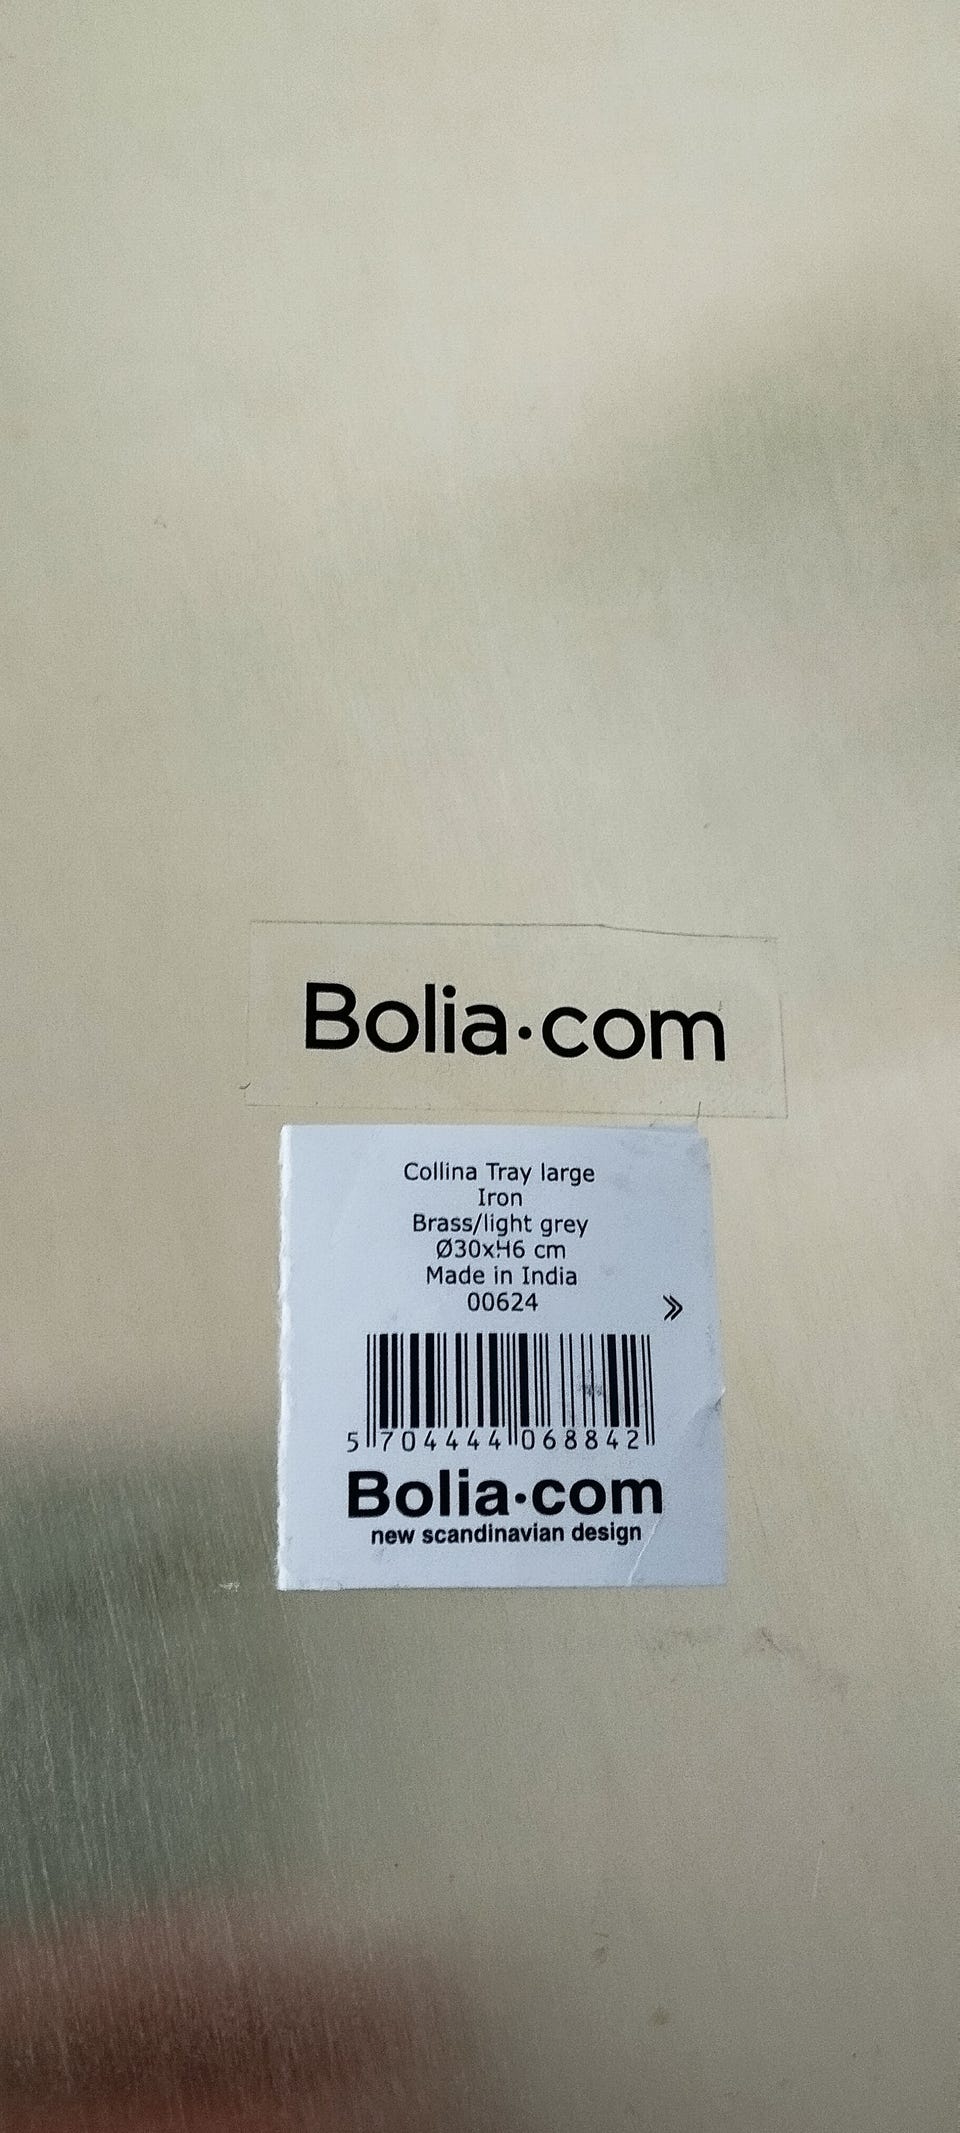 Bolia·com
Collina Tray large
Iron
Brass/light grey
Ø30xH6 cm
Made in India
00624
»
5 704444 068842
Bolia·com
new scandinavian design